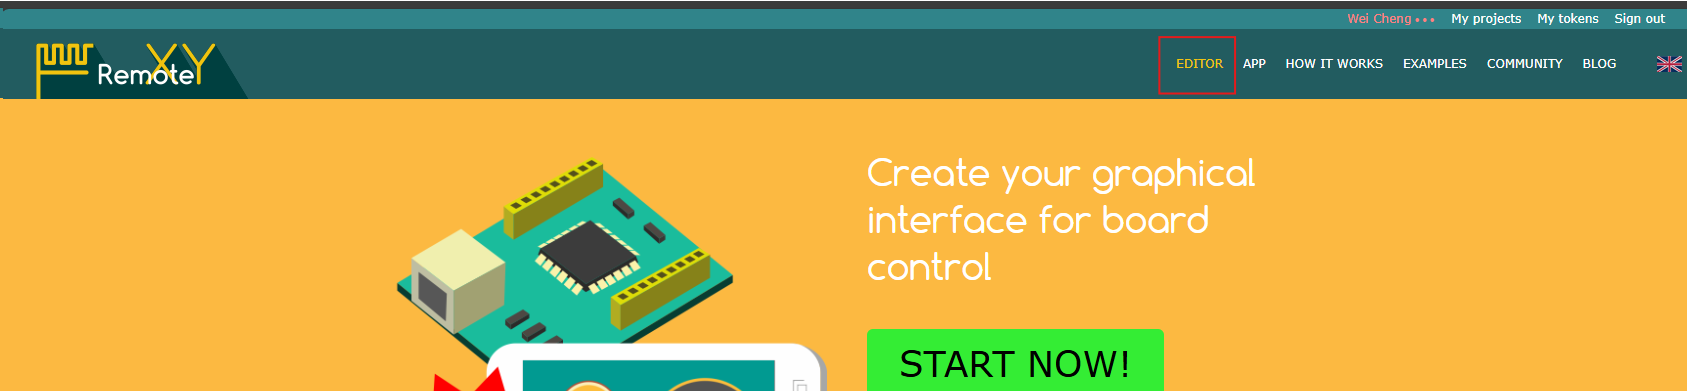 Wei Cheng ••• My projects My tokens Sign out
RemoteXY
EDITOR APP HOW IT WORKS EXAMPLES COMMUNITY BLOG
Create your graphical
interface for board
control
START NOW!